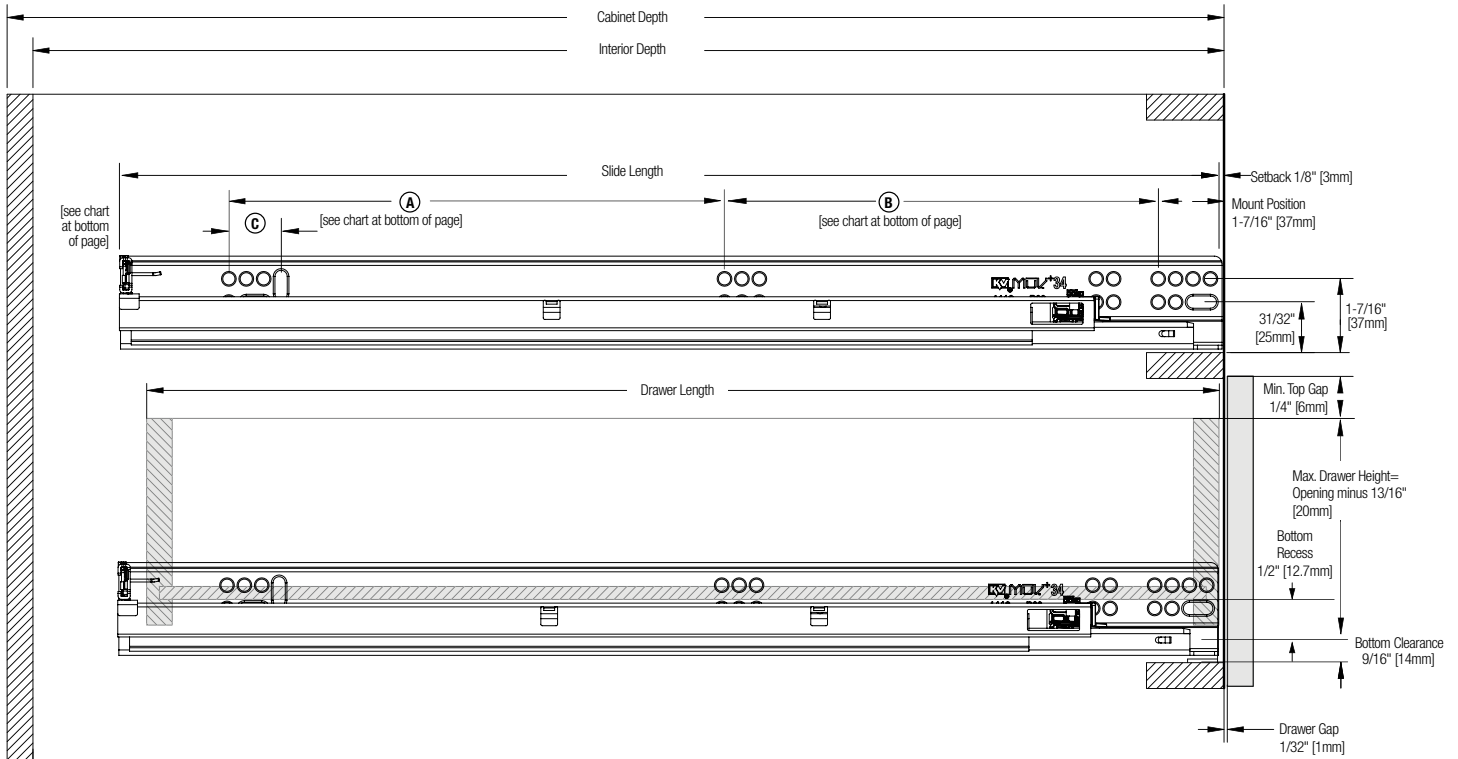 Cabinet Depth
Interior Depth
Slide Length
Setback 1/8" [3mm]
[see chart
at bottom
of page]
A
[see chart at bottom of page]
B
[see chart at bottom of page]
Mount Position
1-7/16" [37mm]
C
+34
31/32"
[25mm]
1-7/16"
[37mm]
Drawer Length
Min. Top Gap
1/4" [6mm]
Max. Drawer Height=
Opening minus 13/16"
[20mm]
Bottom
Recess
1/2" [12.7mm]
+34
Bottom Clearance
9/16" [14mm]
Drawer Gap
1/32" [1mm]